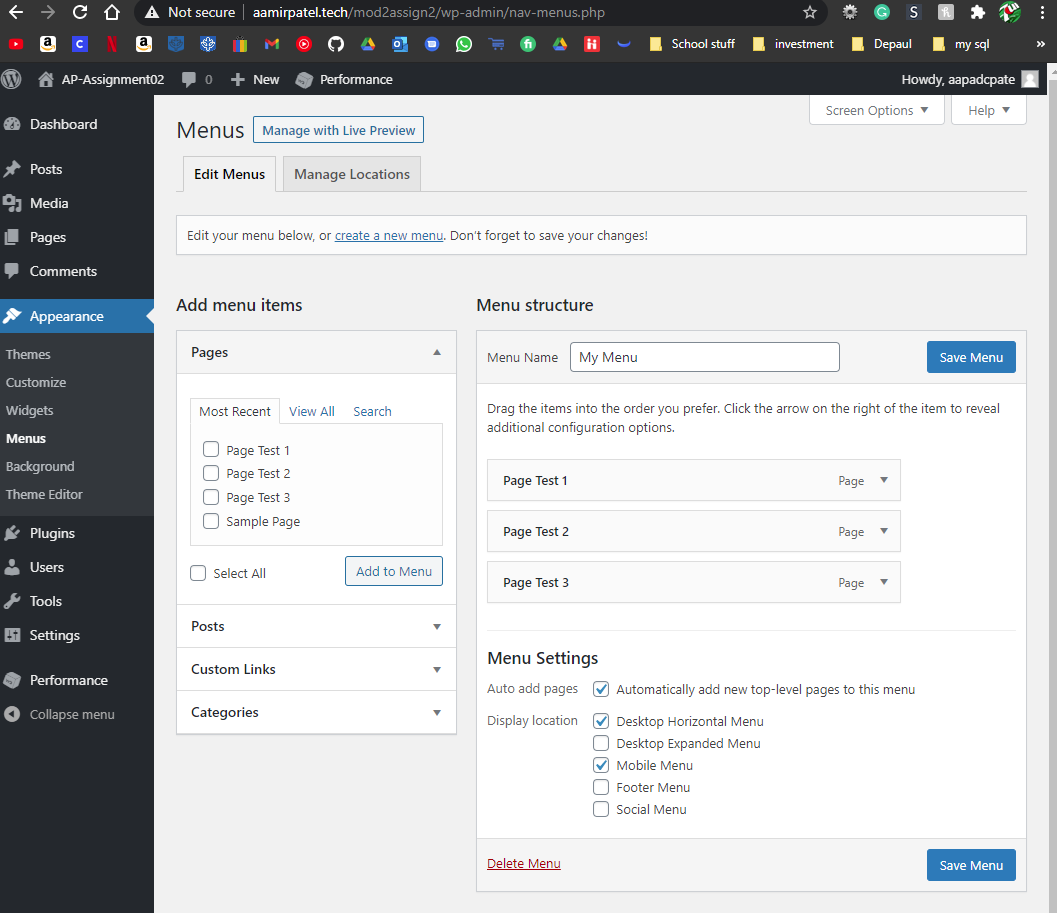 Not secure | aamirpatel.tech/mod2assign2/wp-admin/nav-menus.php
School stuff investment Depaul my sql »
AP-Assignment02 0 New Performance Howdy, aapadcpate
Screen Options Help
Menus Manage with Live Preview
Edit Menus Manage Locations
Edit your menu below, or create a new menu. Don't forget to save your changes!
Dashboard
Posts
Media
Pages
Comments
Appearance
Themes
Customize
Widgets
Menus
Background
Theme Editor
Plugins
Users
Tools
Settings
Performance
Collapse menu
Add menu items
Pages
Most Recent View All Search
Page Test 1
Page Test 2
Page Test 3
Sample Page
Select All Add to Menu
Posts
Custom Links
Categories
Menu structure
Menu Name My Menu Save Menu
Drag the items into the order you prefer. Click the arrow on the right of the item to reveal
additional configuration options.
Page Test 1 Page
Page Test 2 Page
Page Test 3 Page
Menu Settings
Auto add pages Automatically add new top-level pages to this menu
Display location Desktop Horizontal Menu
Desktop Expanded Menu
Mobile Menu
Footer Menu
Social Menu
Delete Menu Save Menu